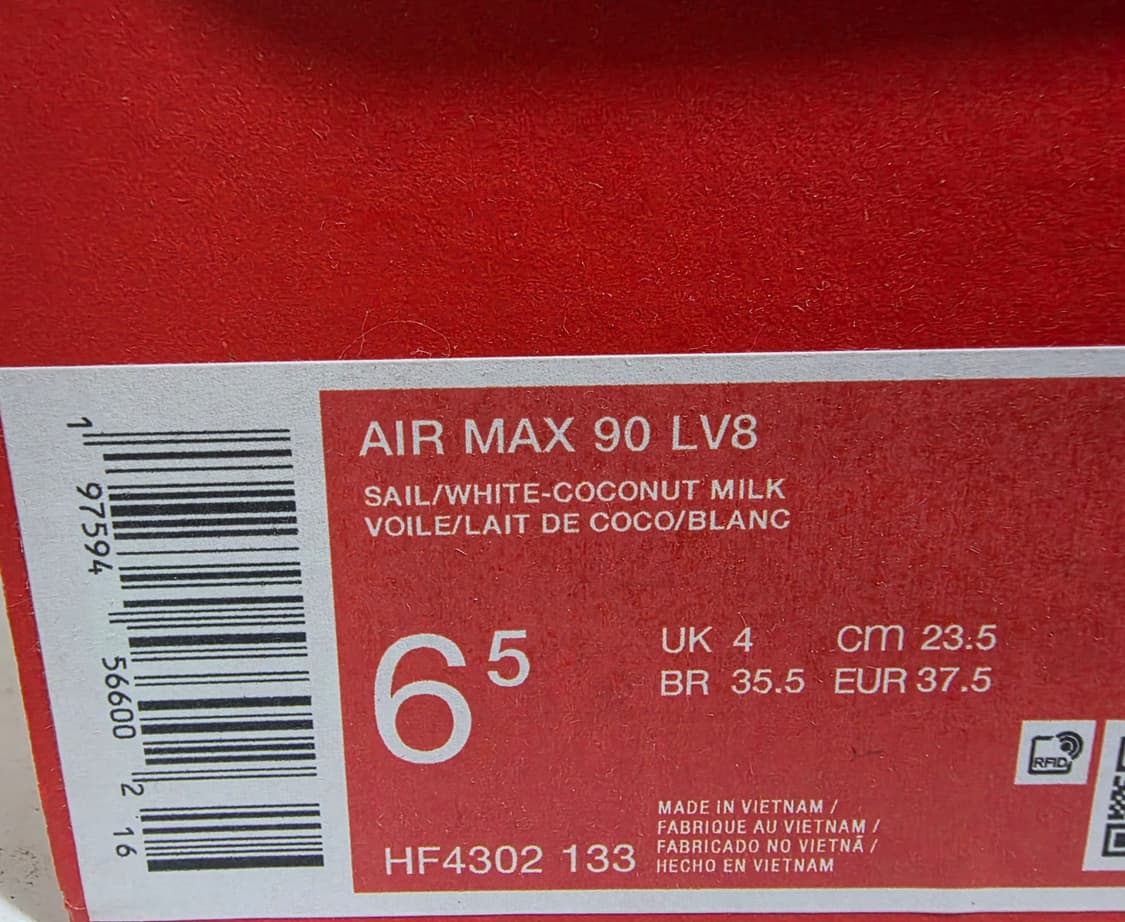 AIR MAX 90 LV8
SAIL/WHITE-COCONUT MILK
VOILE/LAIT DE COCO/BLANC
6 5
UK 4 cm 23.5
BR 35.5 EUR 37.5
RFID
MADE IN VIETNAM /
FABRIQUE AU VIETNAM /
FABRICADO NO VIETNÃ /
HECHO EN VIETNAM
HF4302 133
1 97594 56600 2 16